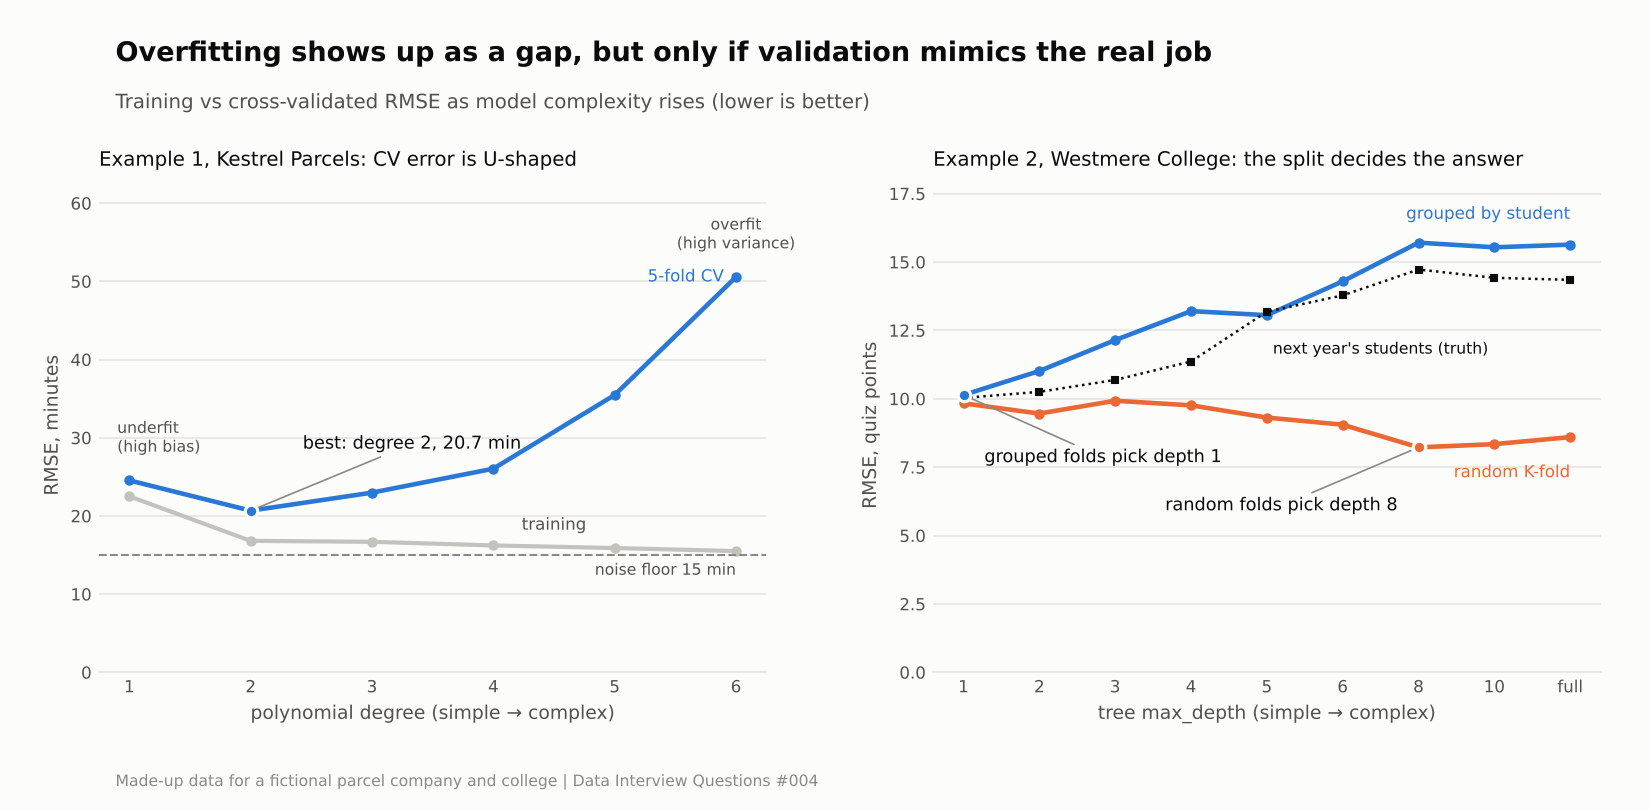 Overfitting shows up as a gap, but only if validation mimics the real job
Training vs cross-validated RMSE as model complexity rises (lower is better)
Example 1, Kestrel Parcels: CV error is U-shaped
60
50
40
30
20
10
0
RMSE, minutes
overfit
(high variance)
5-fold CV
underfit
(high bias)
best: degree 2, 20.7 min
training
noise floor 15 min
1
2
3
4
5
6
polynomial degree (simple → complex)
Example 2, Westmere College: the split decides the answer
17.5
15.0
12.5
10.0
7.5
5.0
2.5
0.0
RMSE, quiz points
grouped by student
next year's students (truth)
grouped folds pick depth 1
random K-fold
random folds pick depth 8
1
2
3
4
5
6
8
10
full
tree max_depth (simple → complex)
Made-up data for a fictional parcel company and college | Data Interview Questions #004